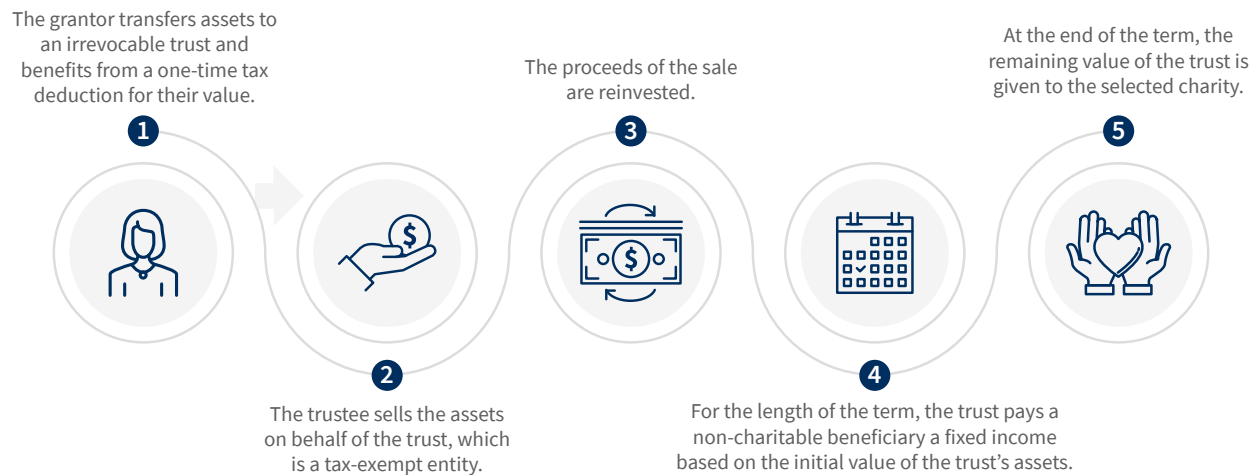 The grantor transfers assets to
an irrevocable trust and
benefits from a one-time tax
deduction for their value.
1
$
2
The trustee sells the assets
on behalf of the trust, which
is a tax-exempt entity.
The proceeds of the sale
are reinvested.
3
$
4
For the length of the term, the trust pays a
non-charitable beneficiary a fixed income
based on the initial value of the trust’s assets.
At the end of the term, the
remaining value of the trust is
given to the selected charity.
5